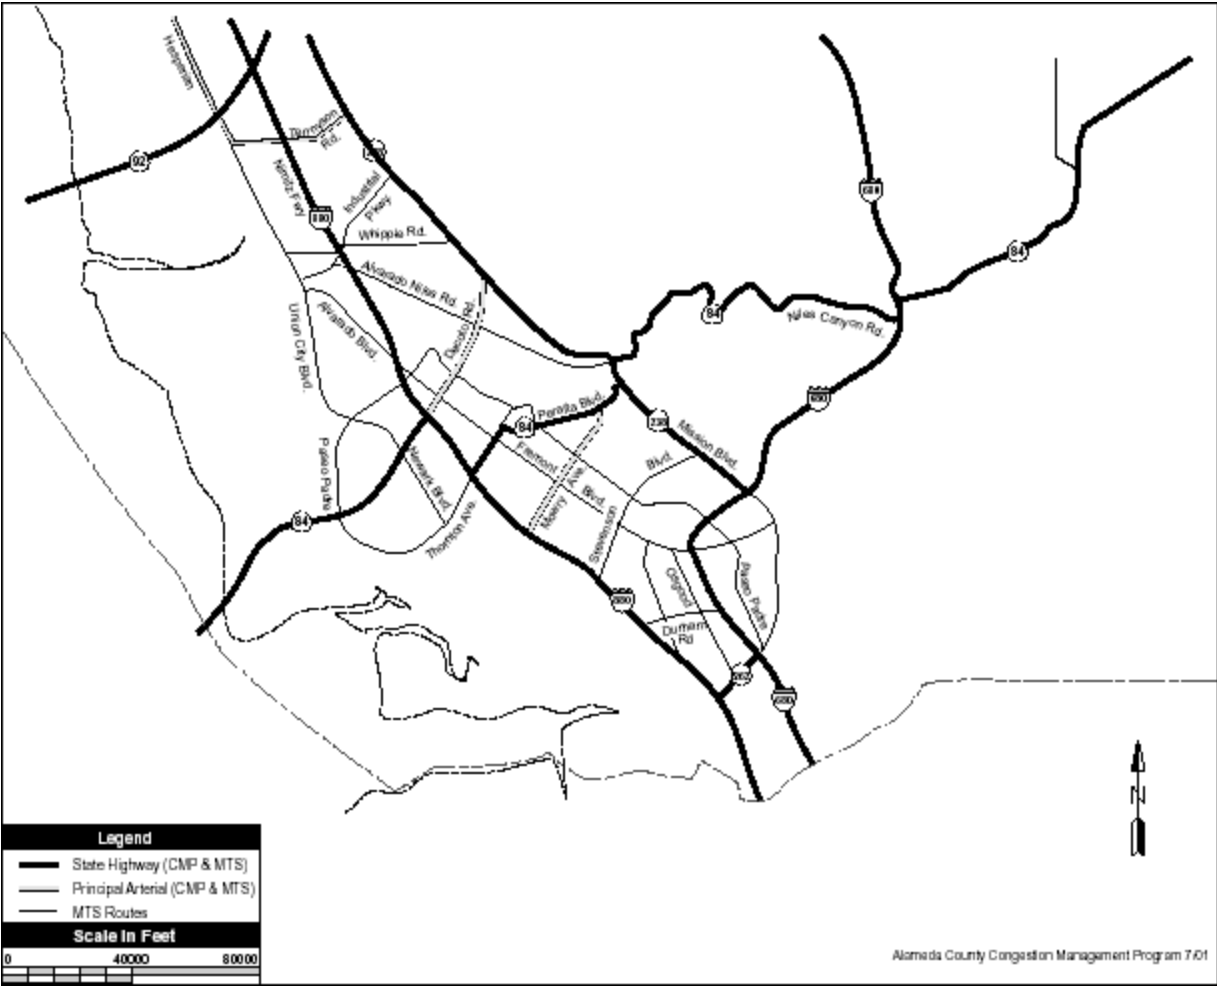 Hesperian
92
Tennyson
Rd.
Nimitz Fwy
880
Industrial
Pkwy
Whipple Rd.
Alvarado Niles Rd.
Union City Blvd.
Alvarado Blvd.
Decoto Rd.
680
84
84
Niles Canyon Rd.
680
Peralta Blvd.
84
238
Mission Blvd.
Paseo Padre
Newark Blvd.
Fremont
Blvd.
Mowry
Ave.
Stevenson
Blvd.
Thornton Ave.
84
880
Osgood
Paseo Padre
Durham
Rd
262
680
N
Legend
State Highway (CMP & MTS)
Principal Arterial (CMP & MTS)
MTS Routes
Scale In Feet
0 40000 80000
Alameda County Congestion Management Program 7/01